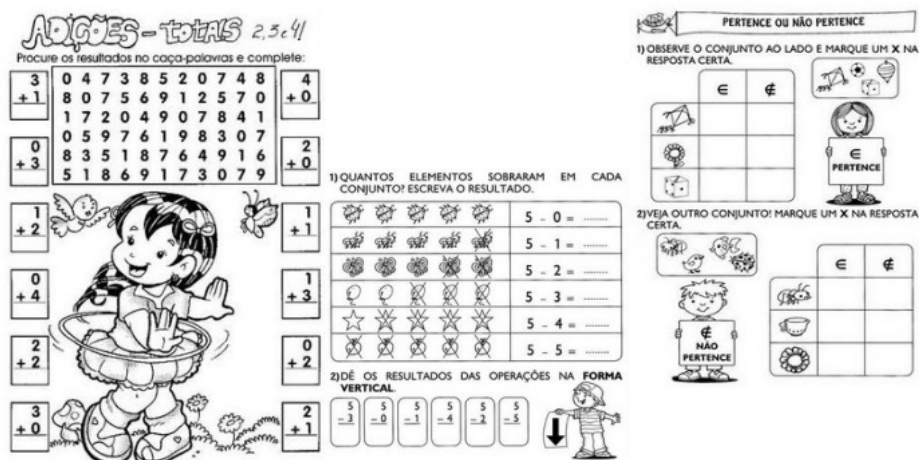 ADIÇÕES - TOTAIS 2, 3 e 4
Procure os resultados no caça-palavras e complete:
3
+ 1
0
+ 3
1
+ 2
0
+ 4
2
+ 2
3
+ 0
0 4 7 3 8 5 2 0 7 4 8
8 0 7 5 6 9 1 2 5 7 0
1 7 2 0 4 9 0 7 8 4 1
0 5 9 7 6 1 9 8 3 0 7
8 3 5 1 8 7 6 4 9 1 6
5 1 8 6 9 1 7 3 0 7 9
4
+ 0
2
+ 0
1
+ 1
1
+ 3
0
+ 2
2
+ 1
1) QUANTOS ELEMENTOS SOBRARAM EM CADA
CONJUNTO? ESCREVA O RESULTADO.
5 - 0 = ........
5 - 1 = ........
5 - 2 = ........
5 - 3 = ........
5 - 4 = ........
5 - 5 = ........
2) DÊ OS RESULTADOS DAS OPERAÇÕES NA FORMA
VERTICAL.
5
- 3
5
- 0
5
- 1
5
- 4
5
- 2
5
- 5
PERTENCE OU NÃO PERTENCE
1) OBSERVE O CONJUNTO AO LADO E MARQUE UM X NA
RESPOSTA CERTA.
∈ ∉
∈
PERTENCE
2) VEJA OUTRO CONJUNTO! MARQUE UM X NA RESPOSTA
CERTA.
∈ ∉
∉
NÃO
PERTENCE